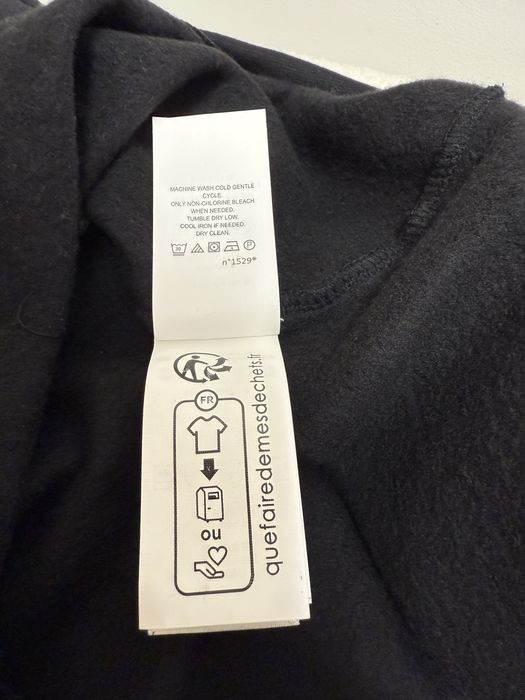 MACHINE WASH COLD GENTLE
CYCLE.
ONLY NON-CHLORINE BLEACH
WHEN NEEDED.
TUMBLE DRY LOW.
COOL IRON IF NEEDED.
DRY CLEAN.
30 P
n°1529*
FR
OU
quefairedemesdechets.fr